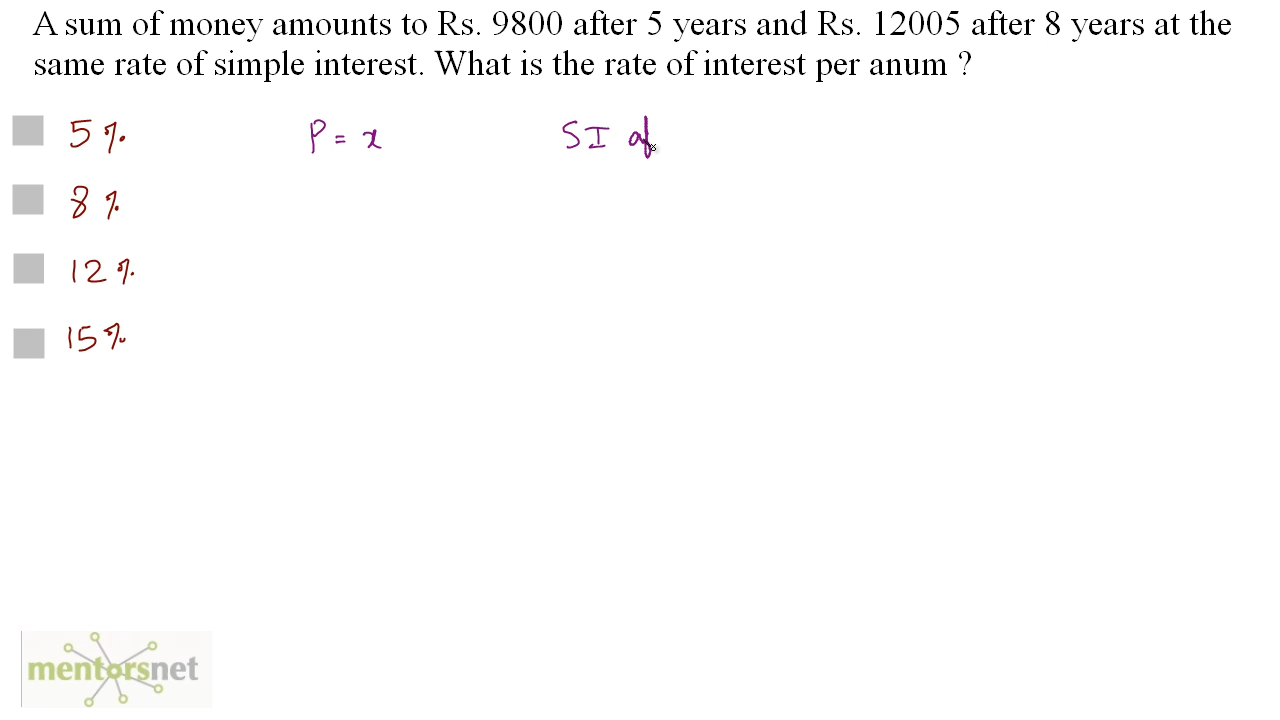 A sum of money amounts to Rs. 9800 after 5 years and Rs. 12005 after 8 years at the
same rate of simple interest. What is the rate of interest per anum ?
5 %
P = x
SI af
8 %
12 %
15 %
mentorsnet